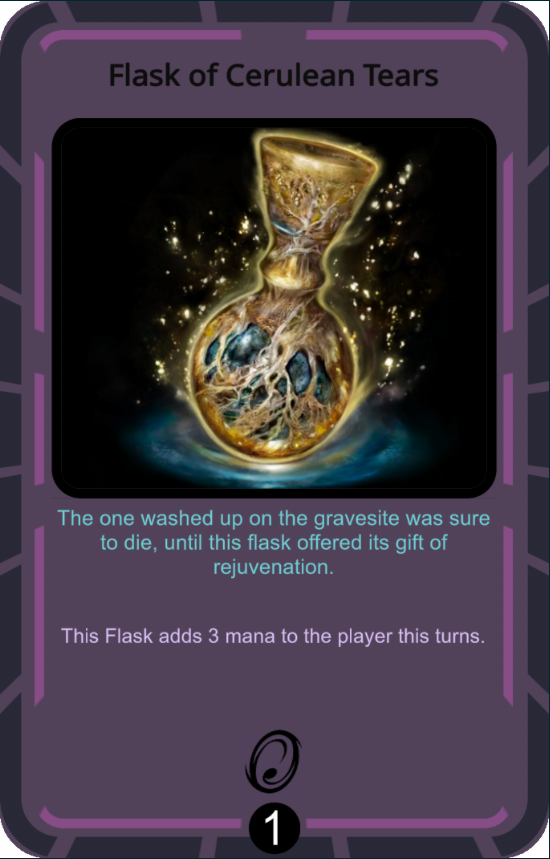 Flask of Cerulean Tears
The one washed up on the gravesite was sure
to die, until this flask offered its gift of
rejuvenation.
This Flask adds 3 mana to the player this turns.
1